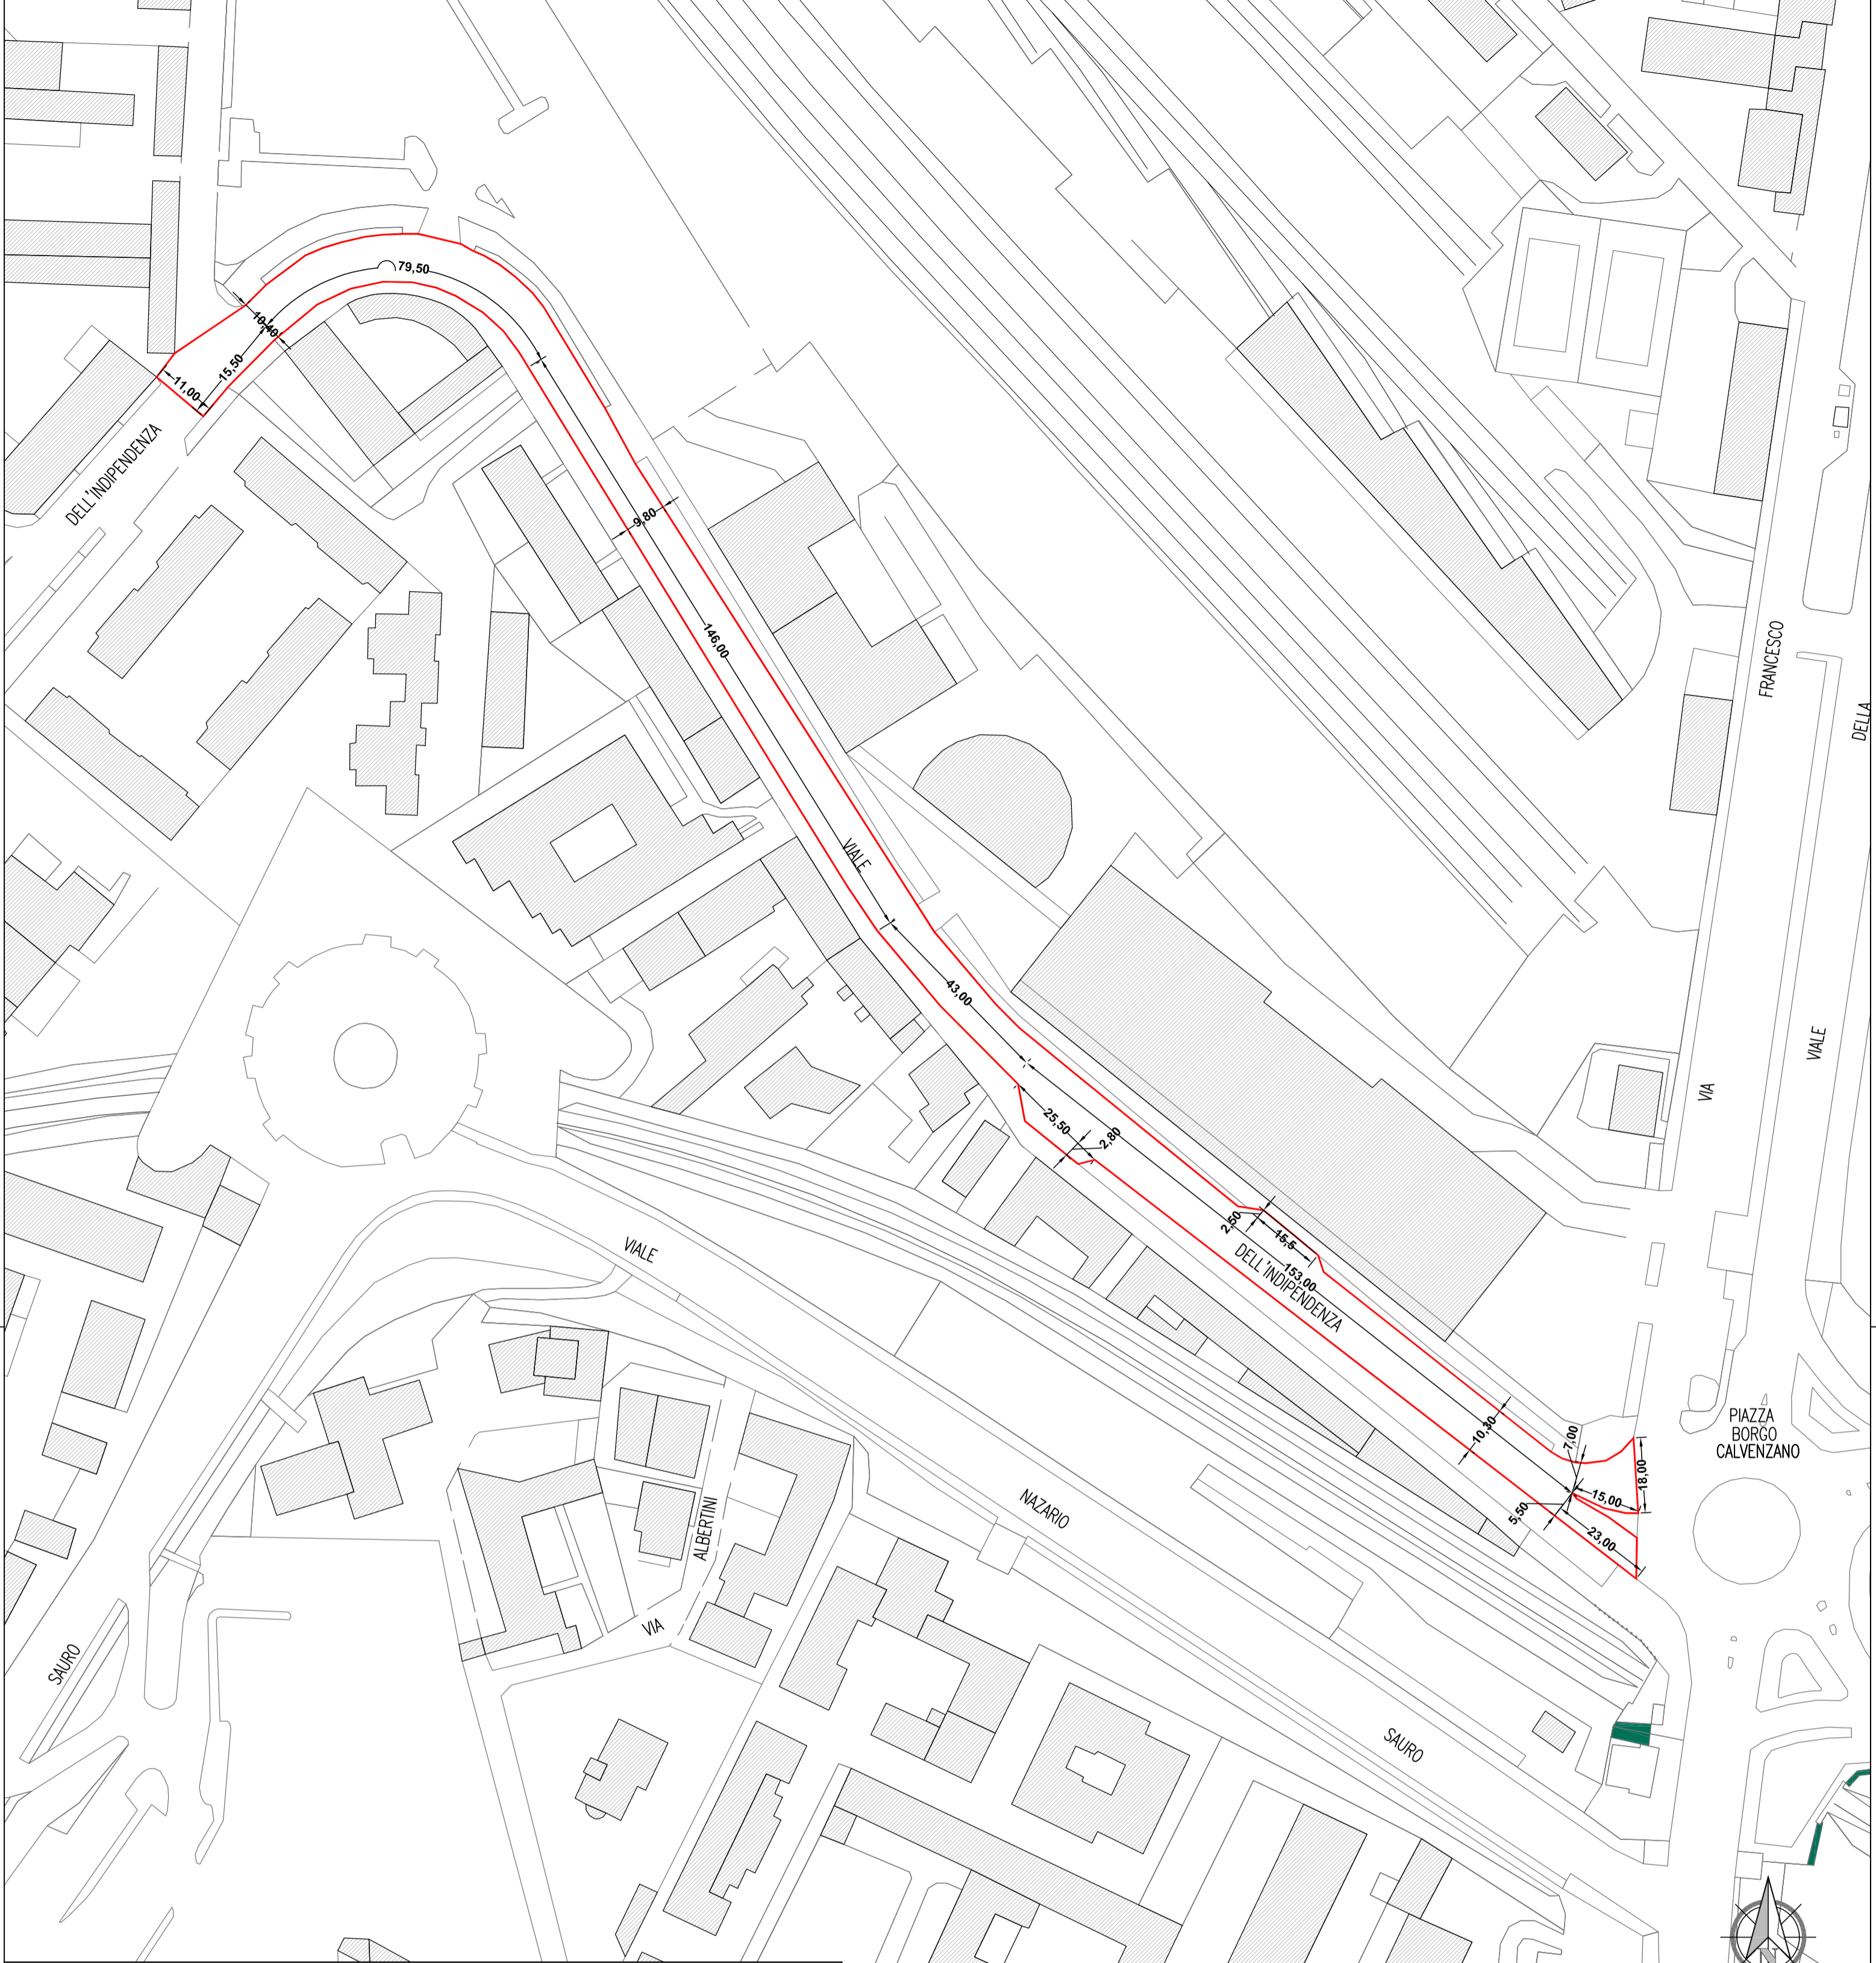 79,50
10,40
15,50
11,00
DELL'INDIPENDENZA
9,80
146,00
FRANCESCO
DELLA
VIALE
43,00
VIALE
VIA
25,50
2,80
2,50
15,5
153,00
DELL'INDIPENDENZA
VIALE
10,30
7,00
18,00
15,00
5,50
23,00
PIAZZA
BORGO
CALVENZANO
NAZARIO
ALBERTINI
VIA
SAURO
SAURO
N